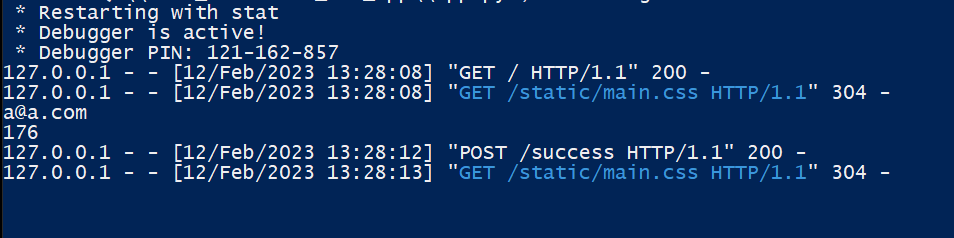 * Restarting with stat
* Debugger is active!
* Debugger PIN: 121-162-857
127.0.0.1 - - [12/Feb/2023 13:28:08] "GET / HTTP/1.1" 200 -
127.0.0.1 - - [12/Feb/2023 13:28:08] "GET /static/main.css HTTP/1.1" 304 -
a@a.com
176
127.0.0.1 - - [12/Feb/2023 13:28:12] "POST /success HTTP/1.1" 200 -
127.0.0.1 - - [12/Feb/2023 13:28:13] "GET /static/main.css HTTP/1.1" 304 -